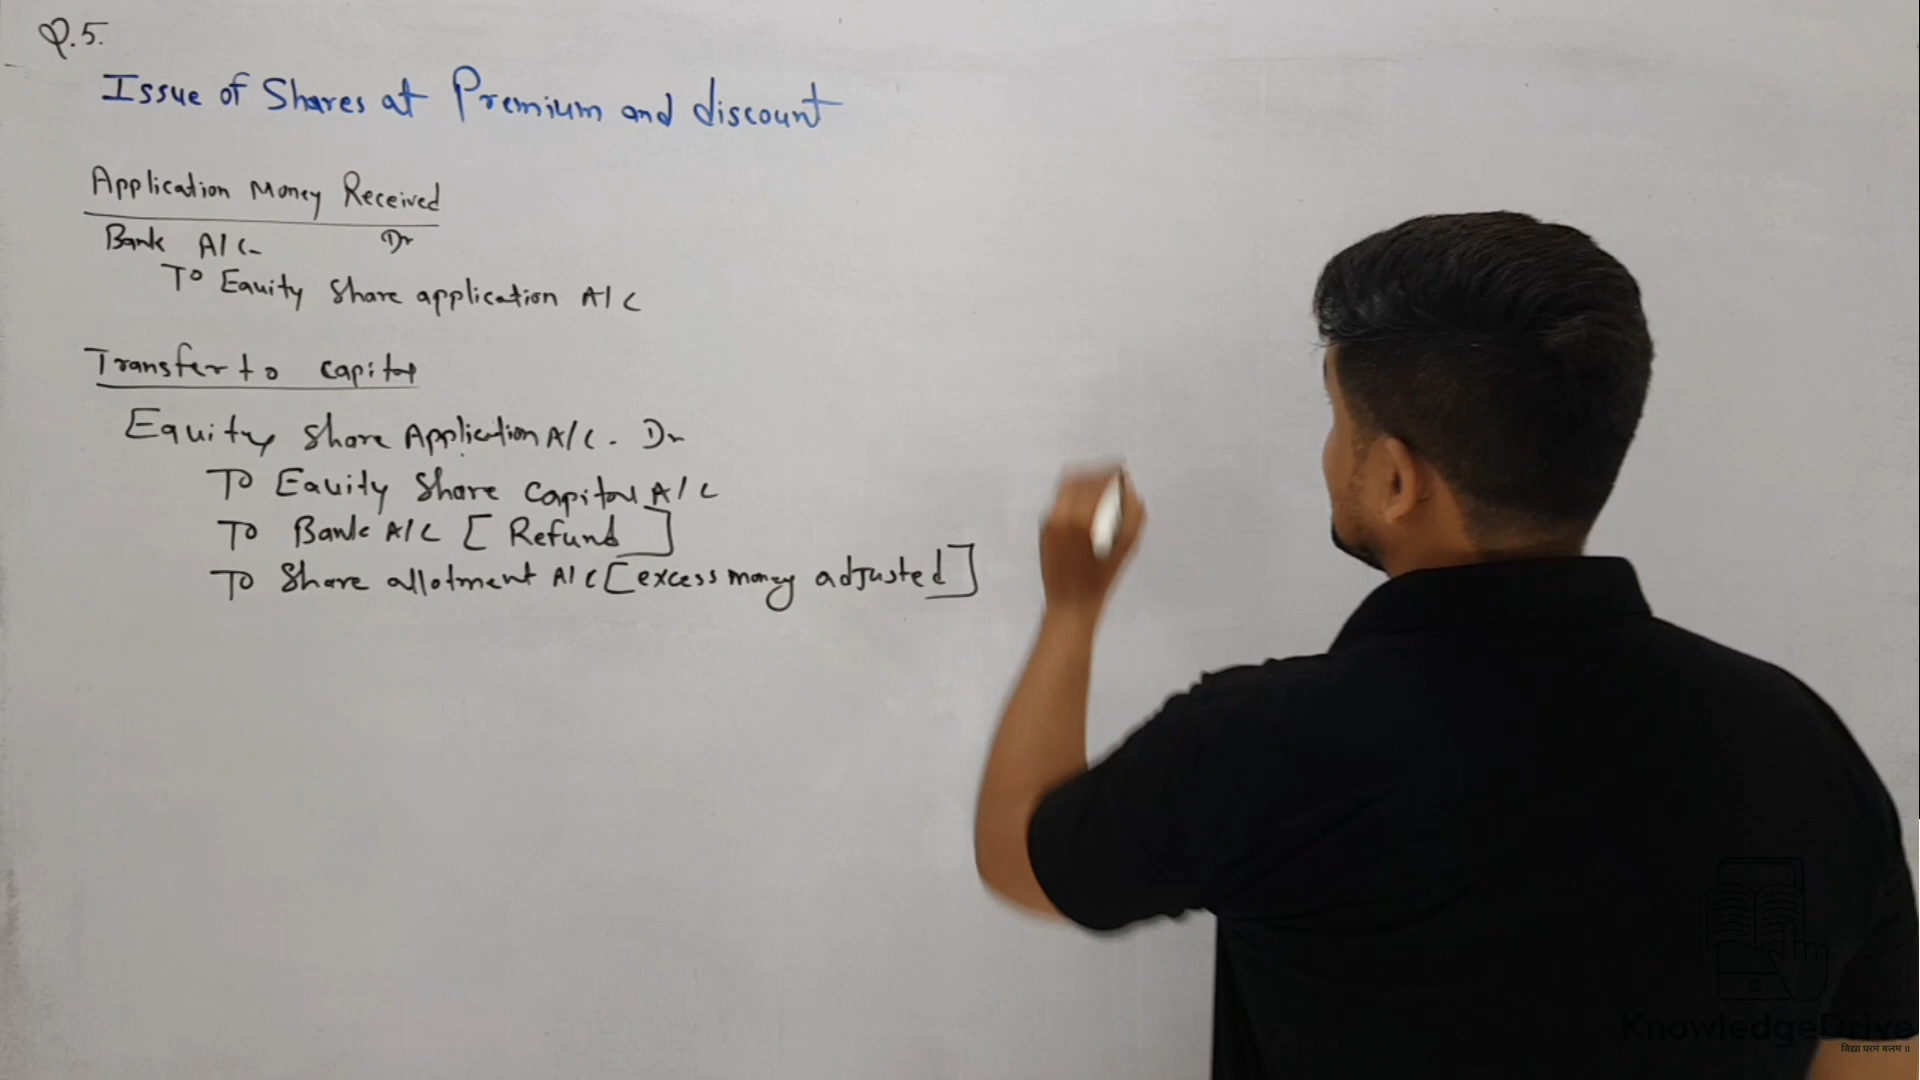 Q.5.
Issue of Shares at Premium and discount
Application Money Received
Bank A/C Dr
To Equity Share application A/C
Transfer to capital
Equity Share Application A/C. Dr
To Equity Share Capital A/C
To Bank A/C [Refund]
To Share allotment A/C [excess money adjusted]
KnowledgeDrive
विद्या परमं बलम ॥